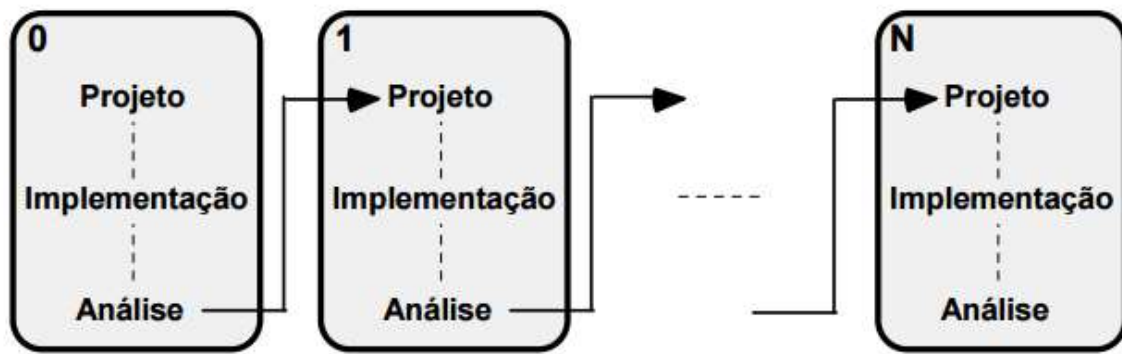 0
Projeto
Implementação
Análise
1
Projeto
Implementação
Análise
N
Projeto
Implementação
Análise